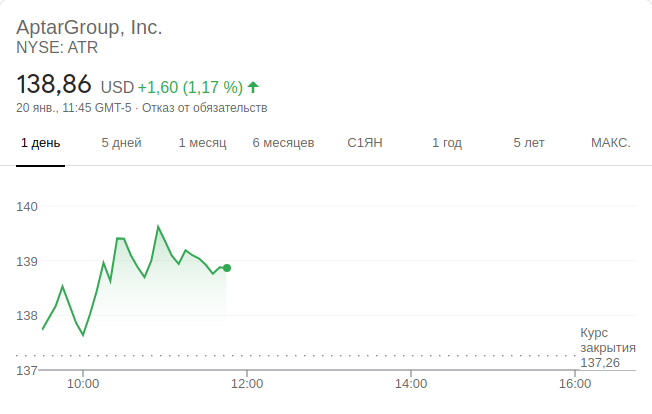 AptarGroup, Inc.
NYSE: ATR
138,86 USD +1,60 (1,17 %)
20 янв., 11:45 GMT-5 · Отказ от обязательств
1 день 5 дней 1 месяц 6 месяцев С1ЯН 1 год 5 лет МАКС.
140
139
138
Курс
закрытия
137,26
137
10:00 12:00 14:00 16:00